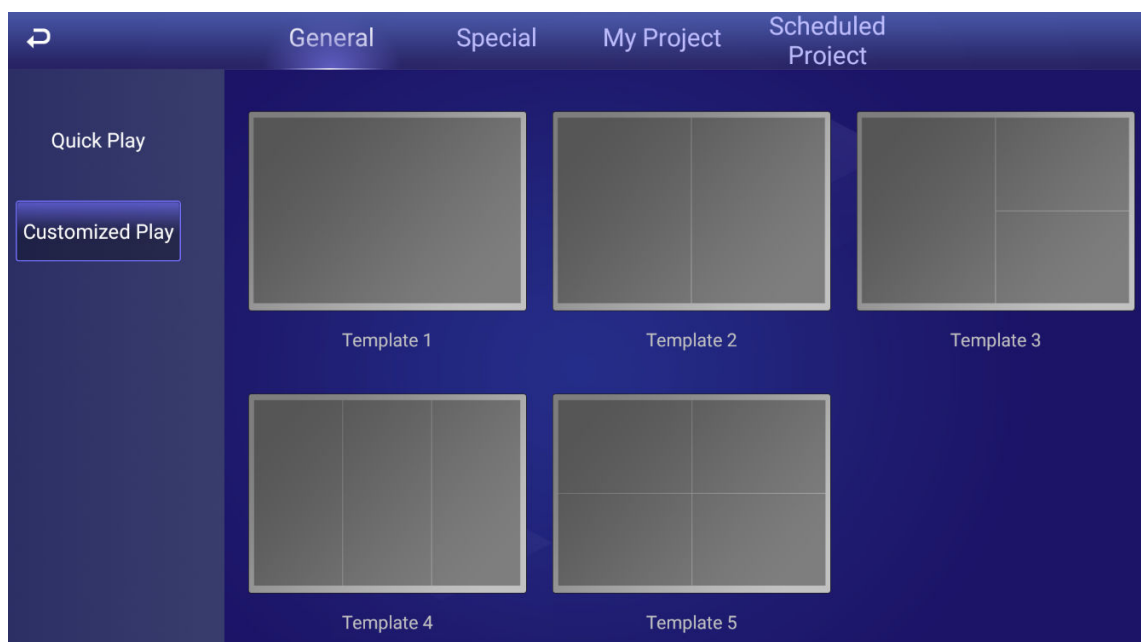 General
Special
My Project
Scheduled
Project
Quick Play
Customized Play
Template 1
Template 2
Template 3
Template 4
Template 5